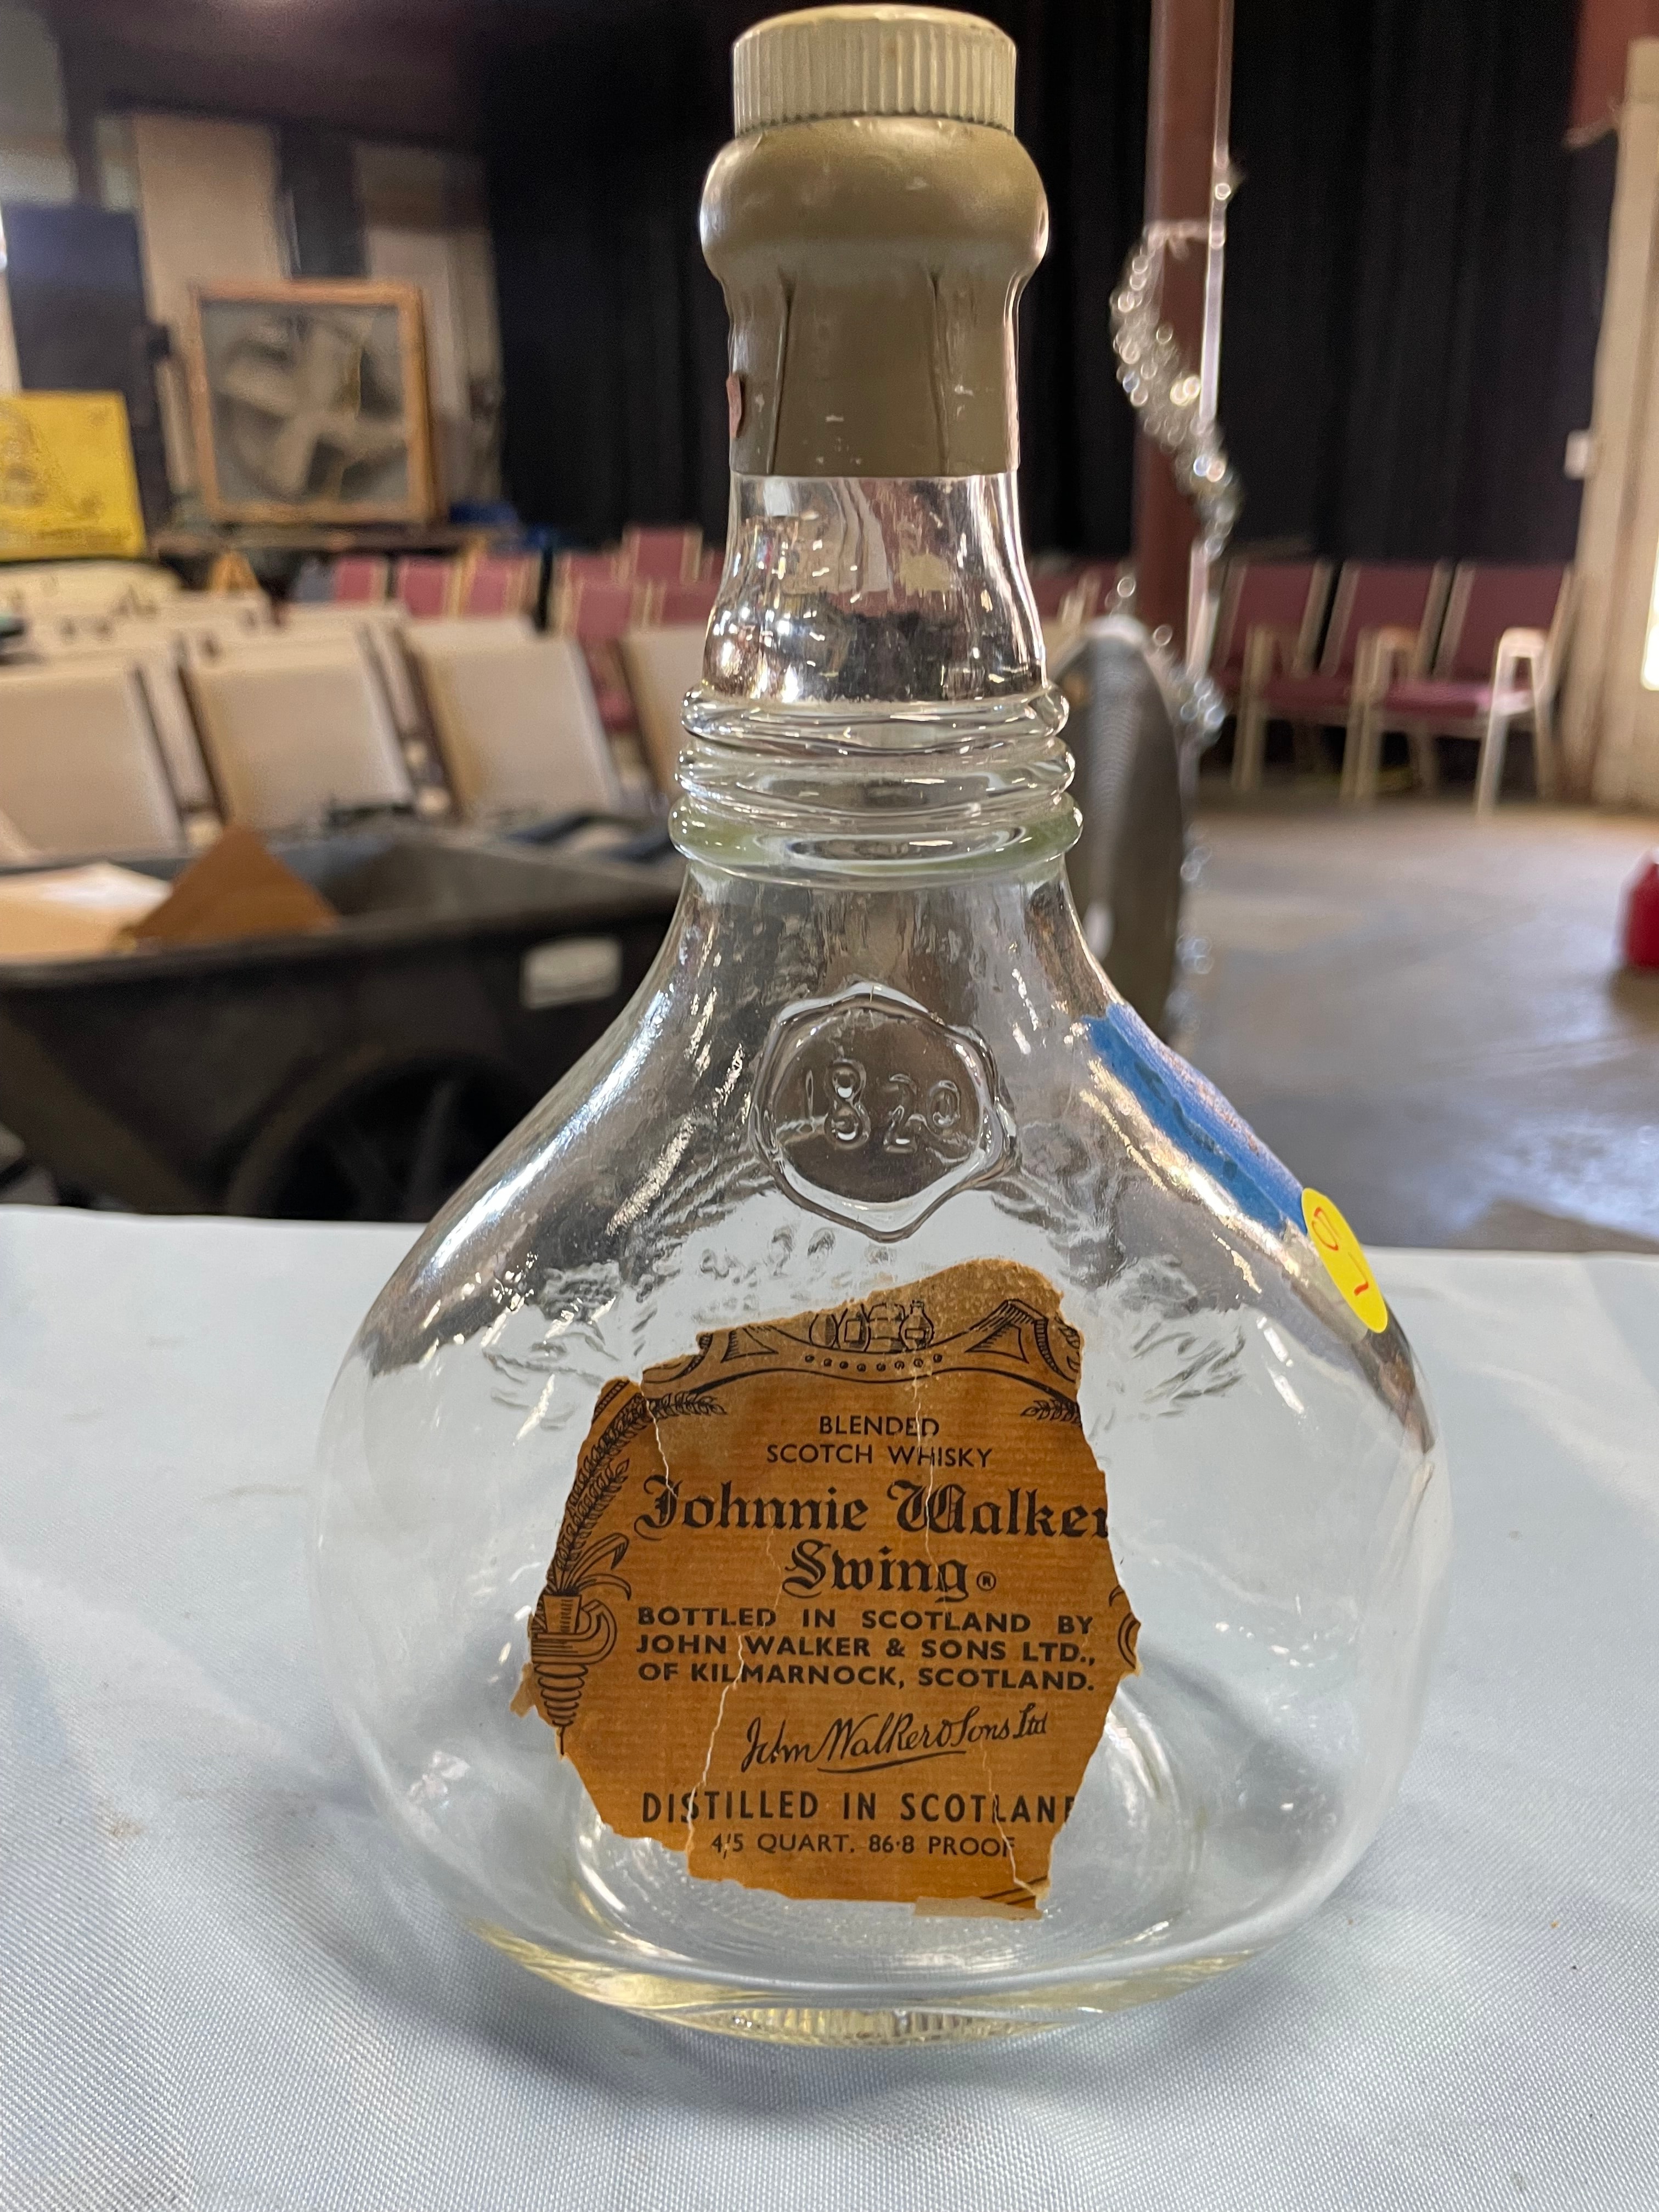 1820
BLENDED
SCOTCH WHISKY
Johnnie Walker
Swing®
BOTTLED IN SCOTLAND BY
JOHN WALKER & SONS LTD.,
OF KILMARNOCK, SCOTLAND.
John Walker & Sons Ltd
DISTILLED IN SCOTLAN
4/5 QUART. 86·8 PROOF